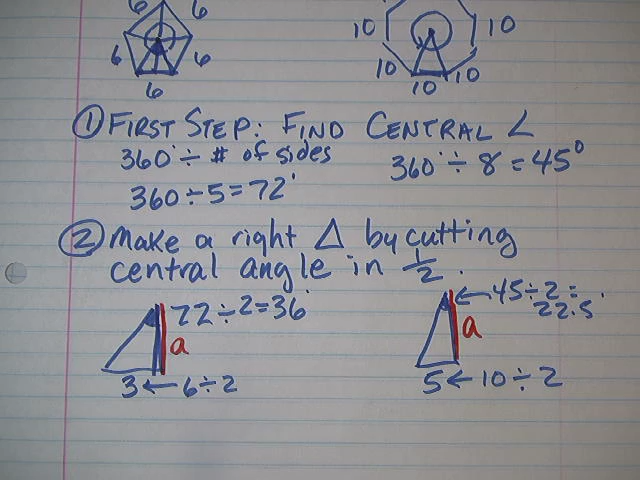 6 6
6 6
6
10 10
10 10
10
① FIRST STEP: FIND CENTRAL ∠
360° ÷ # of sides
360° ÷ 8 = 45°
360 ÷ 5 = 72°
② Make a right △ by cutting
central angle in 1/2.
72 ÷ 2 = 36°
a
3 ← 6 ÷ 2
← 45 ÷ 2 =
22.5°
a
5 ← 10 ÷ 2